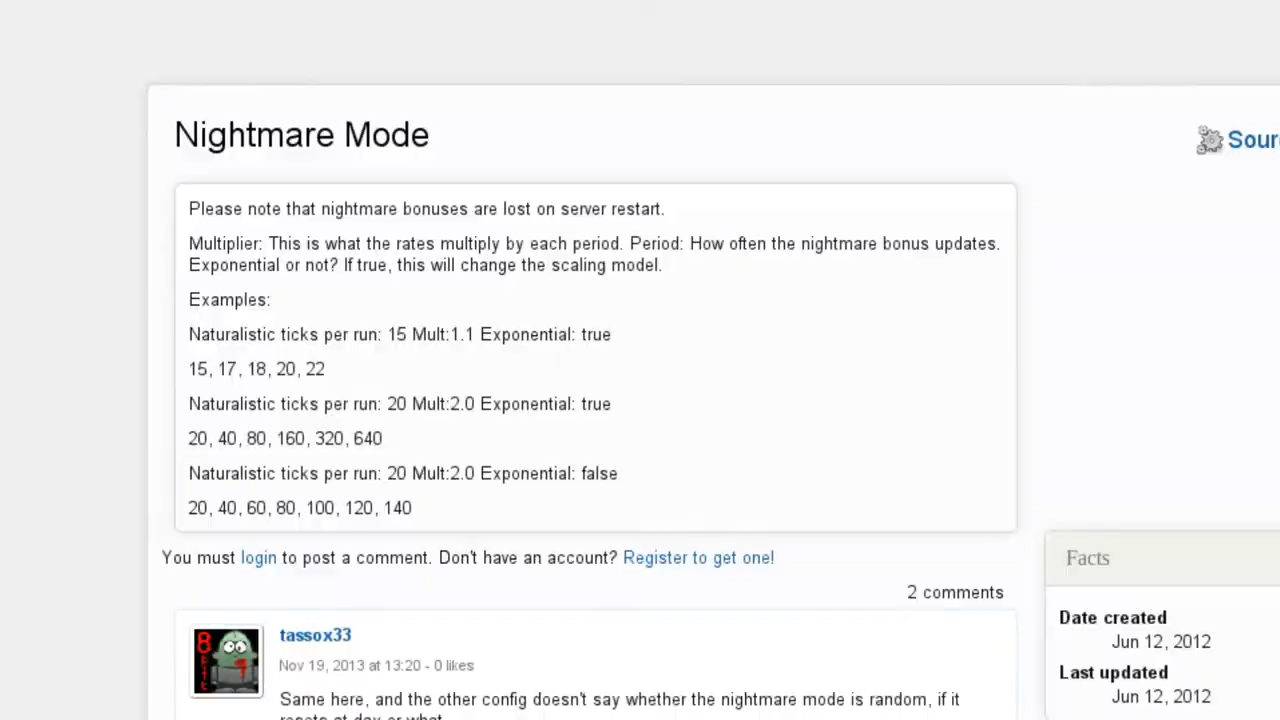 Nightmare Mode
Please note that nightmare bonuses are lost on server restart.
Multiplier: This is what the rates multiply by each period. Period: How often the nightmare bonus updates.
Exponential or not? If true, this will change the scaling model.
Examples:
Naturalistic ticks per run: 15 Mult:1.1 Exponential: true
15, 17, 18, 20, 22
Naturalistic ticks per run: 20 Mult:2.0 Exponential: true
20, 40, 80, 160, 320, 640
Naturalistic ticks per run: 20 Mult:2.0 Exponential: false
20, 40, 60, 80, 100, 120, 140
You must login to post a comment. Don't have an account? Register to get one!
2 comments
tassox33
Nov 19, 2013 at 13:20 - 0 likes
Same here, and the other config doesn't say whether the nightmare mode is random, if it
Facts
Date created
Jun 12, 2012
Last updated
Jun 12, 2012